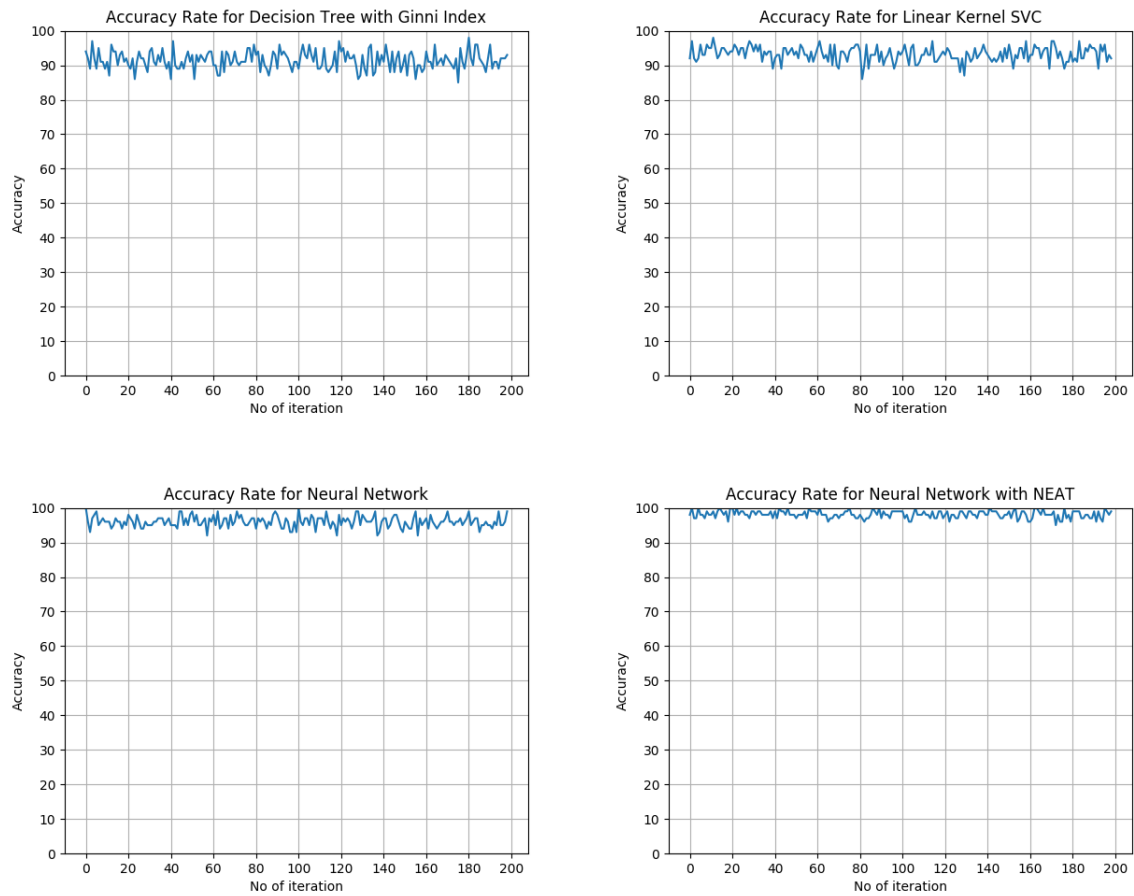 Accuracy Rate for Decision Tree with Ginni Index
100
90
80
70
60
50
40
30
20
10
0
Accuracy
0 20 40 60 80 100 120 140 160 180 200
No of iteration
Accuracy Rate for Linear Kernel SVC
100
90
80
70
60
50
40
30
20
10
0
Accuracy
0 20 40 60 80 100 120 140 160 180 200
No of iteration
Accuracy Rate for Neural Network
100
90
80
70
60
50
40
30
20
10
0
Accuracy
0 20 40 60 80 100 120 140 160 180 200
No of iteration
Accuracy Rate for Neural Network with NEAT
100
90
80
70
60
50
40
30
20
10
0
Accuracy
0 20 40 60 80 100 120 140 160 180 200
No of iteration